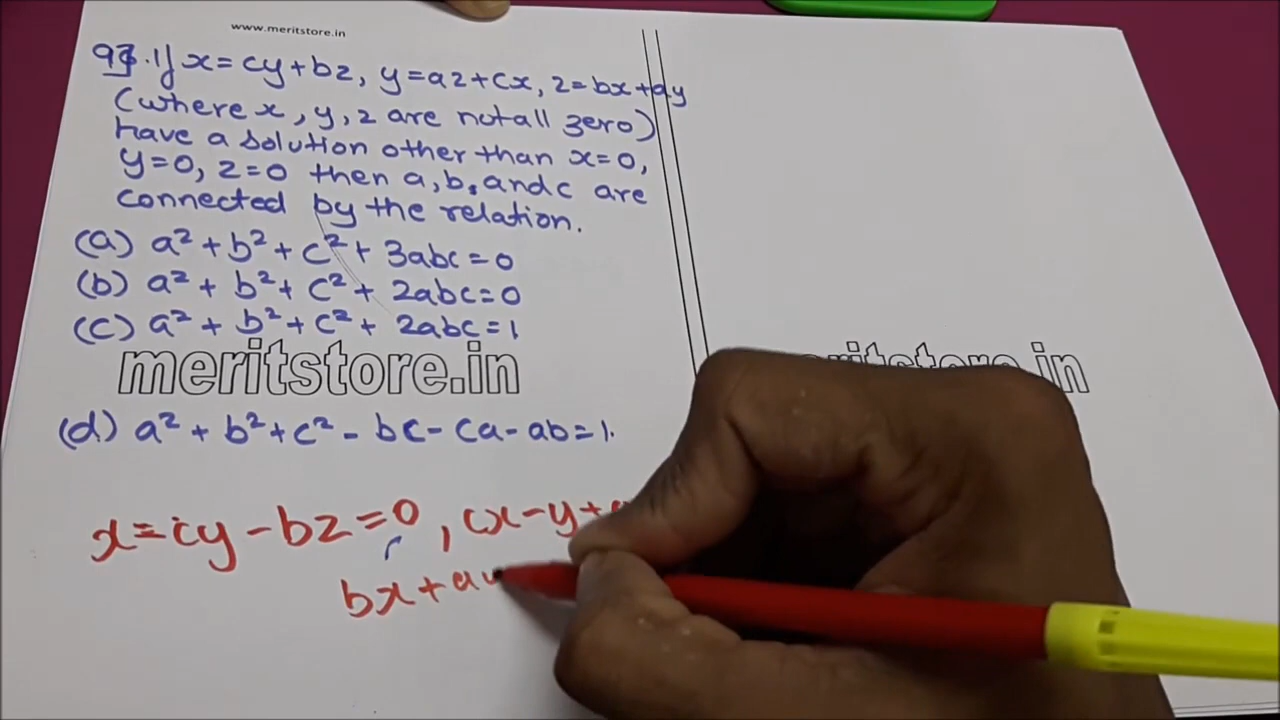 www.meritstore.in
93. If x = cy + bz, y = az + cx, z = bx + ay
(where x, y, z are not all zero)
have a solution other than x = 0,
y = 0, z = 0 then a, b, and c are
connected by the relation.
(a) a² + b² + c² + 3abc = 0
(b) a² + b² + c² + 2abc = 0
(c) a² + b² + c² + 2abc = 1
meritstore.in
meritstore.in
(d) a² + b² + c² - bc - ca - ab = 1.
x = cy - bz = 0, cx - y +
bx + ay